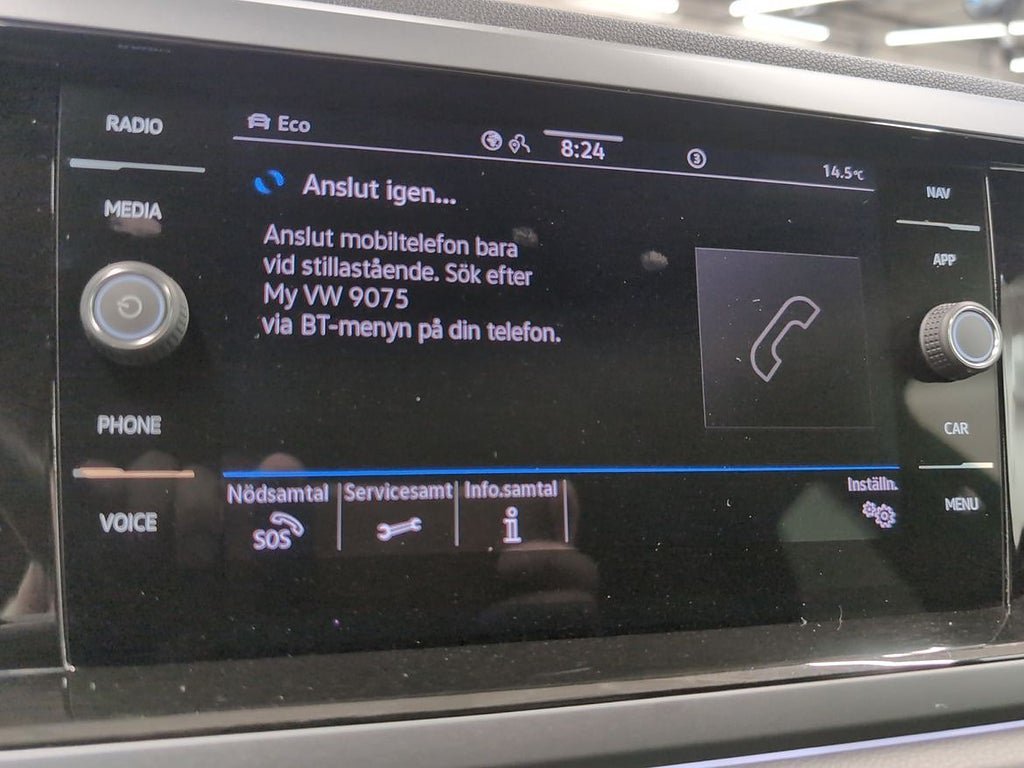 RADIO
Eco
8:24
3
14.5°C
NAV
MEDIA
Anslut igen...
APP
Anslut mobiltelefon bara
vid stillastående. Sök efter
My VW 9075
via BT-menyn på din telefon.
PHONE
CAR
Nödsamtal
Servicesamt
Info.samtal
Inställn.
VOICE
SOS
i
MENU